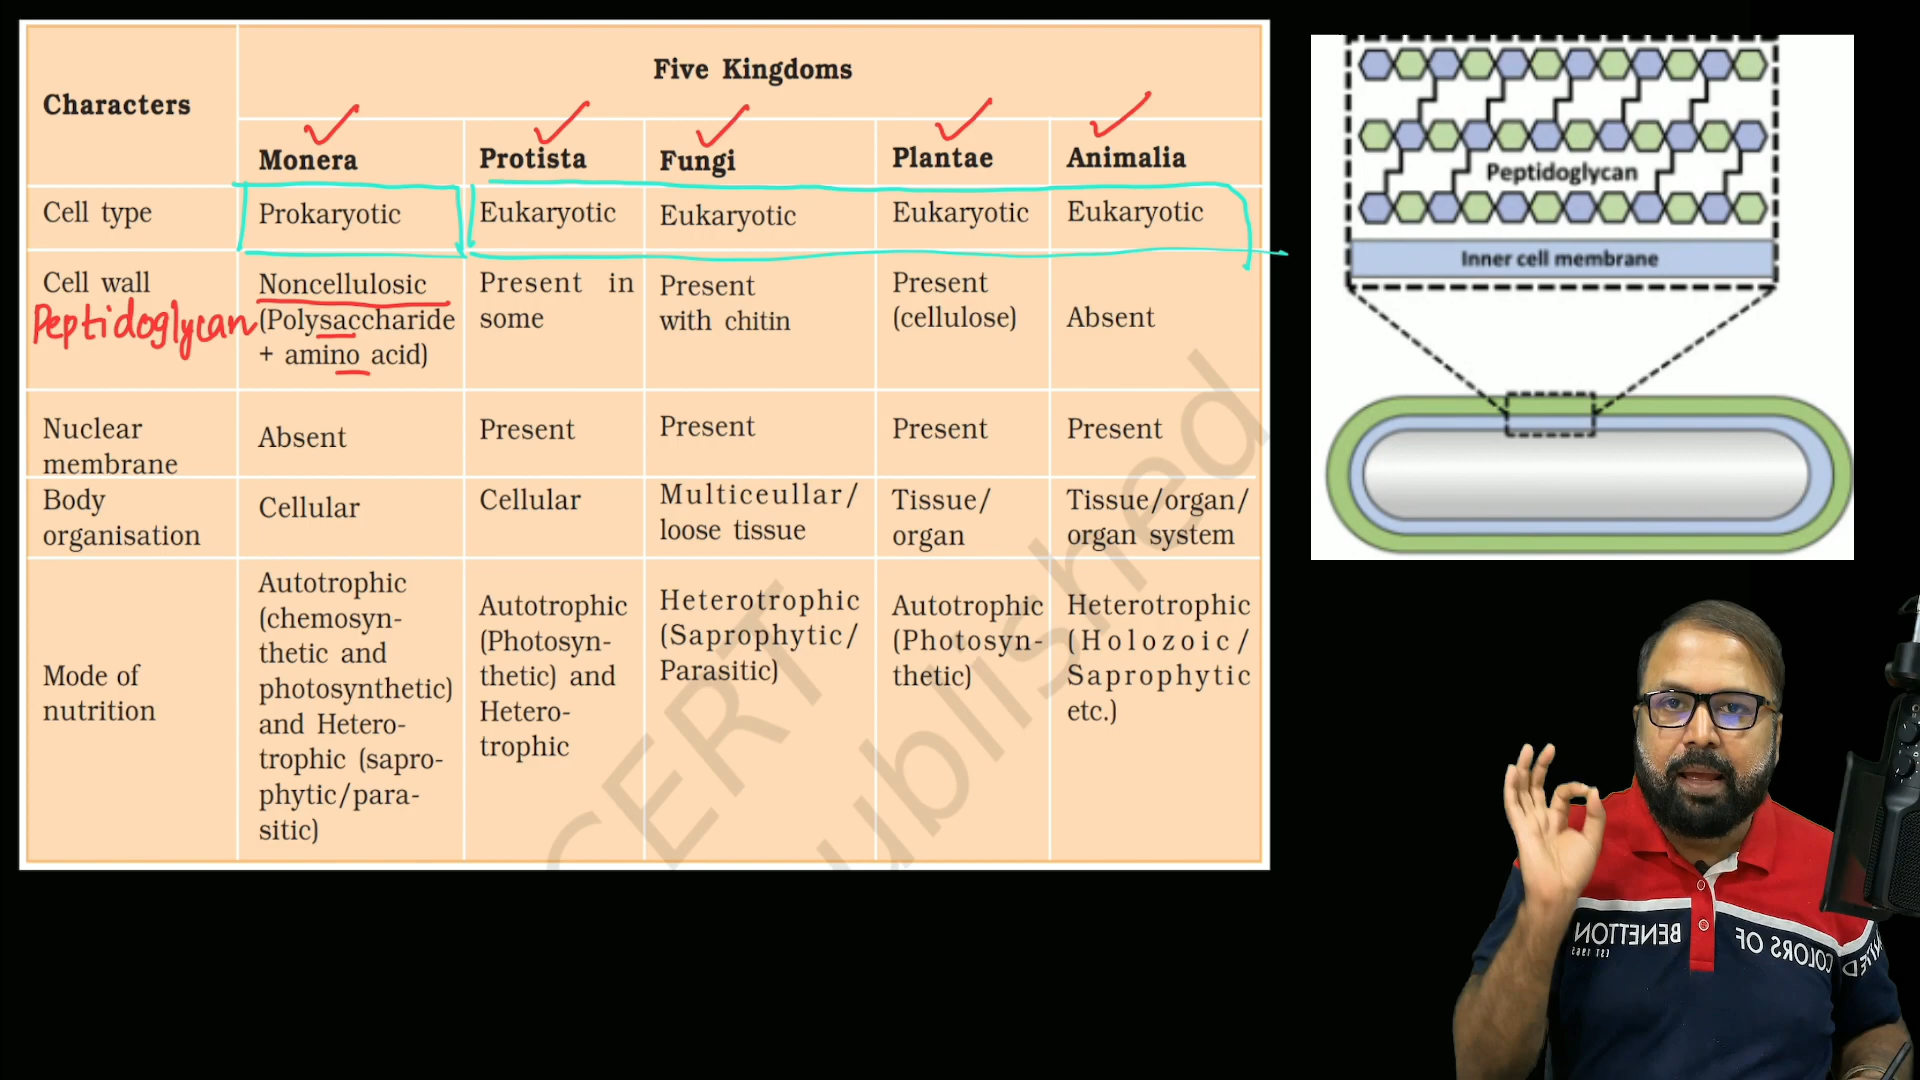 Characters
Five Kingdoms
Monera
Protista
Fungi
Plantae
Animalia
Cell type
Prokaryotic
Eukaryotic
Eukaryotic
Eukaryotic
Eukaryotic
Cell wall
Peptidoglycan
Noncellulosic
(Polysaccharide
+ amino acid)
Present in
some
Present
with chitin
Present
(cellulose)
Absent
Nuclear
membrane
Absent
Present
Present
Present
Present
Body
organisation
Cellular
Cellular
Multiceullar/
loose tissue
Tissue/
organ
Tissue/organ/
organ system
Mode of
nutrition
Autotrophic
(chemosyn-
thetic and
photosynthetic)
and Hetero-
trophic (sapro-
phytic/para-
sitic)
Autotrophic
(Photosyn-
thetic) and
Hetero-
trophic
Heterotrophic
(Saprophytic/
Parasitic)
Autotrophic
(Photosyn-
thetic)
Heterotrophic
(Holozoic/
Saprophytic
etc.)
CERT
ublished
Peptidoglycan
Inner cell membrane
BENETTON
EST 1965
COLORS OF